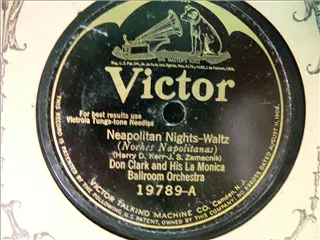 "HIS MASTER'S VOICE"
Victor
For best results use
Victrola Tungs-tone Needles
Neapolitan Nights–Waltz
(Noches Napolitanas)
(Harry D. Kerr-J. S. Zamecnik)
Don Clark and His La Monica
Ballroom Orchestra
19789-A
VICTOR TALKING MACHINE CO. Camden, N.J.